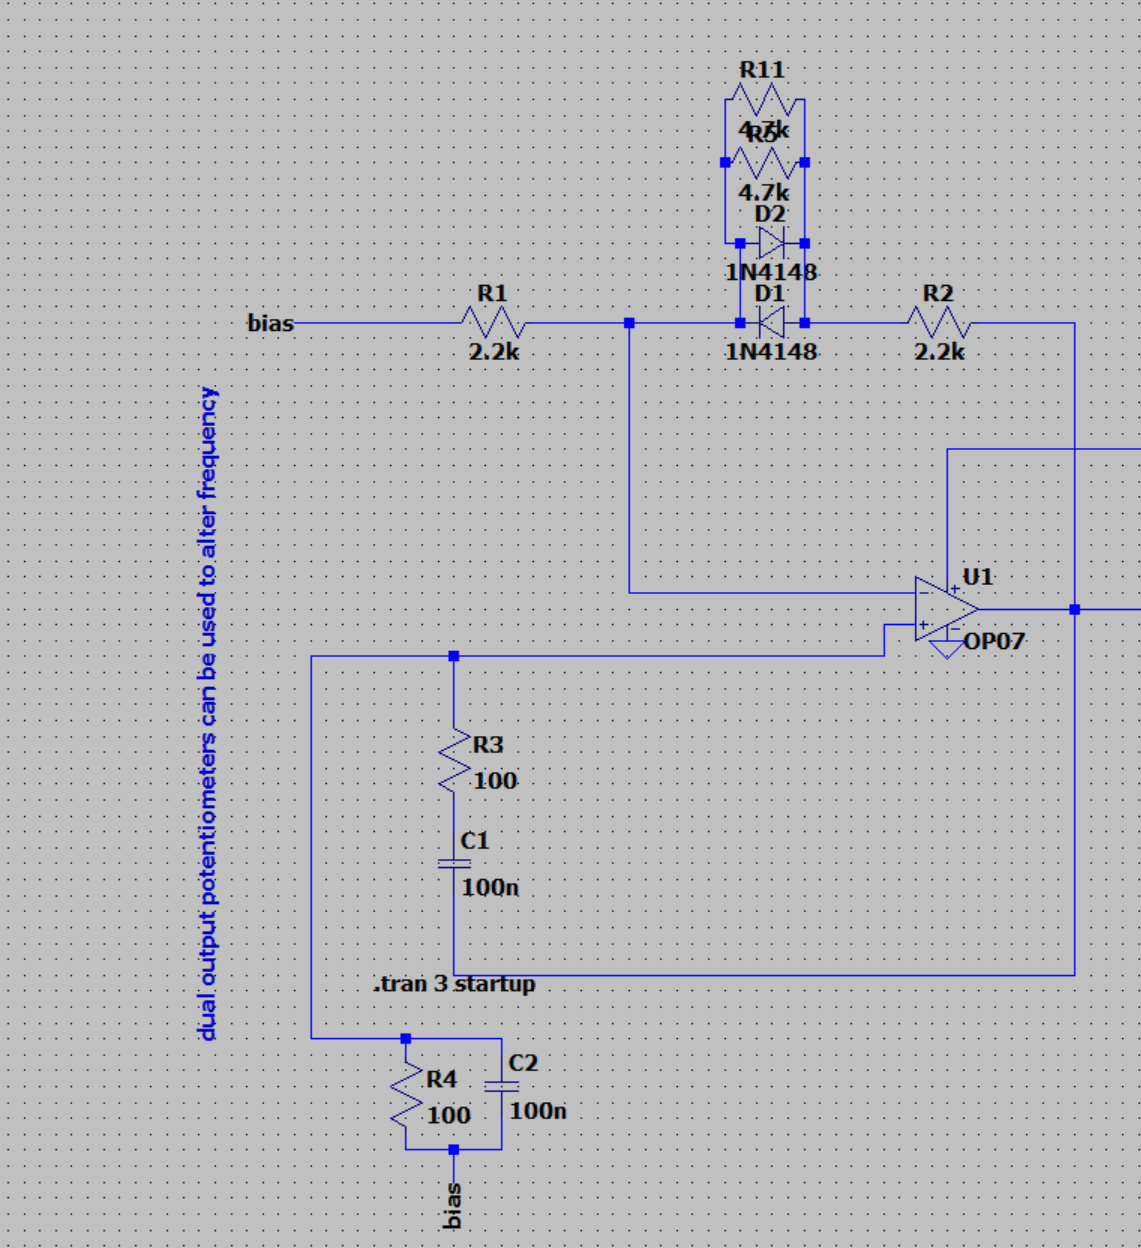 R11
4.7k
R5
4.7k
D2
1N4148
D1
1N4148
bias
R1
2.2k
R2
2.2k
dual output potentiometers can be used to alter frequency
U1
OP07
R3
100
C1
100n
.tran 3 startup
R4
100
C2
100n
bias